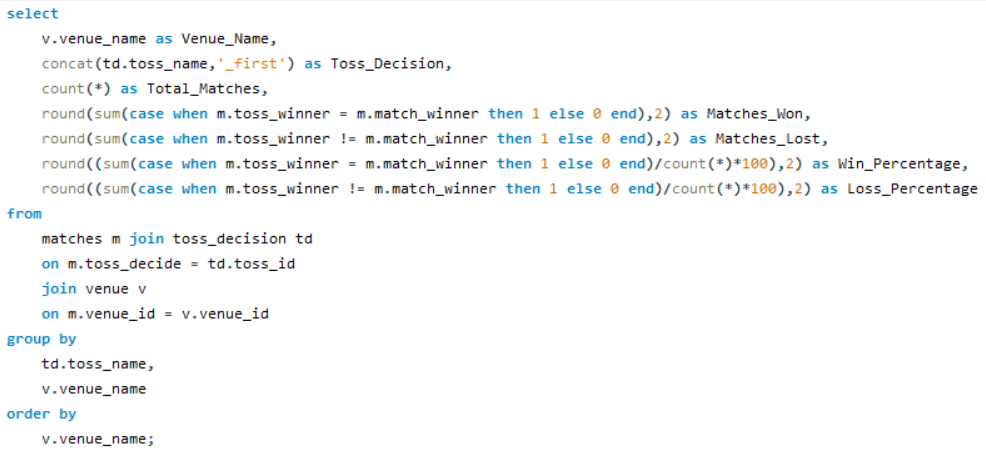 select
v.venue_name as Venue_Name,
concat(td.toss_name,'_first') as Toss_Decision,
count(*) as Total_Matches,
round(sum(case when m.toss_winner = m.match_winner then 1 else 0 end),2) as Matches_Won,
round(sum(case when m.toss_winner != m.match_winner then 1 else 0 end),2) as Matches_Lost,
round((sum(case when m.toss_winner = m.match_winner then 1 else 0 end)/count(*)*100),2) as Win_Percentage,
round((sum(case when m.toss_winner != m.match_winner then 1 else 0 end)/count(*)*100),2) as Loss_Percentage
from
matches m join toss_decision td
on m.toss_decide = td.toss_id
join venue v
on m.venue_id = v.venue_id
group by
td.toss_name,
v.venue_name
order by
v.venue_name;